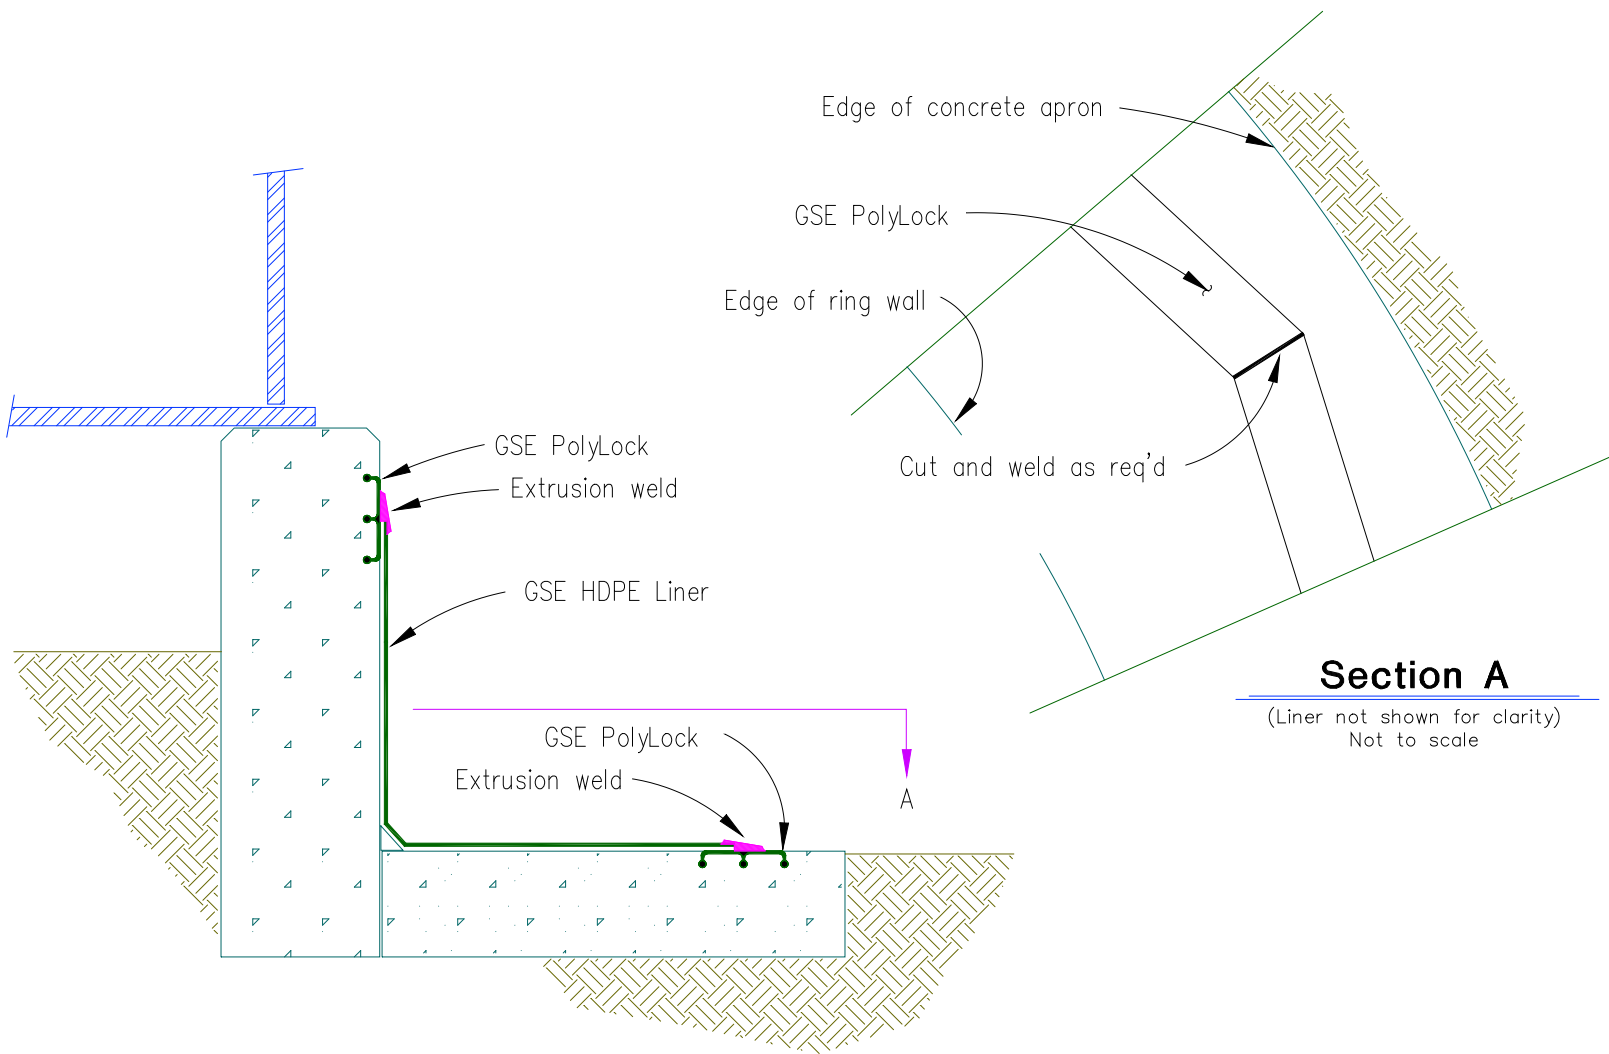 Edge of concrete apron
GSE PolyLock
Edge of ring wall
Cut and weld as req'd
GSE PolyLock
Extrusion weld
GSE HDPE Liner
GSE PolyLock
Extrusion weld
A
Section A
(Liner not shown for clarity)
Not to scale